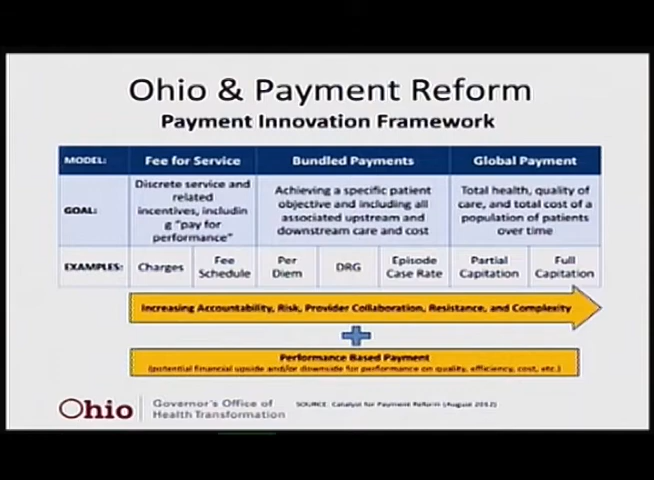 Ohio & Payment Reform
Payment Innovation Framework
MODEL: Fee for Service Bundled Payments Global Payment
GOAL:
Discrete service and
related
incentives, includin
g "pay for
performance"
Achieving a specific patient
objective and including all
associated upstream and
downstream care and cost
Total health, quality of
care, and total cost of a
population of patients
over time
EXAMPLES:
Charges
Fee
Schedule
Per
Diem
DRG
Episode
Case Rate
Partial
Capitation
Full
Capitation
Increasing Accountability, Risk, Provider Collaboration, Resistance, and Complexity
Performance Based Payment
(potential financial upside and/or downside for performance on quality, efficiency, cost, etc.)
Ohio
Governor's Office of
Health Transformation
SOURCE: Catalyst for Payment Reform (August 2012)